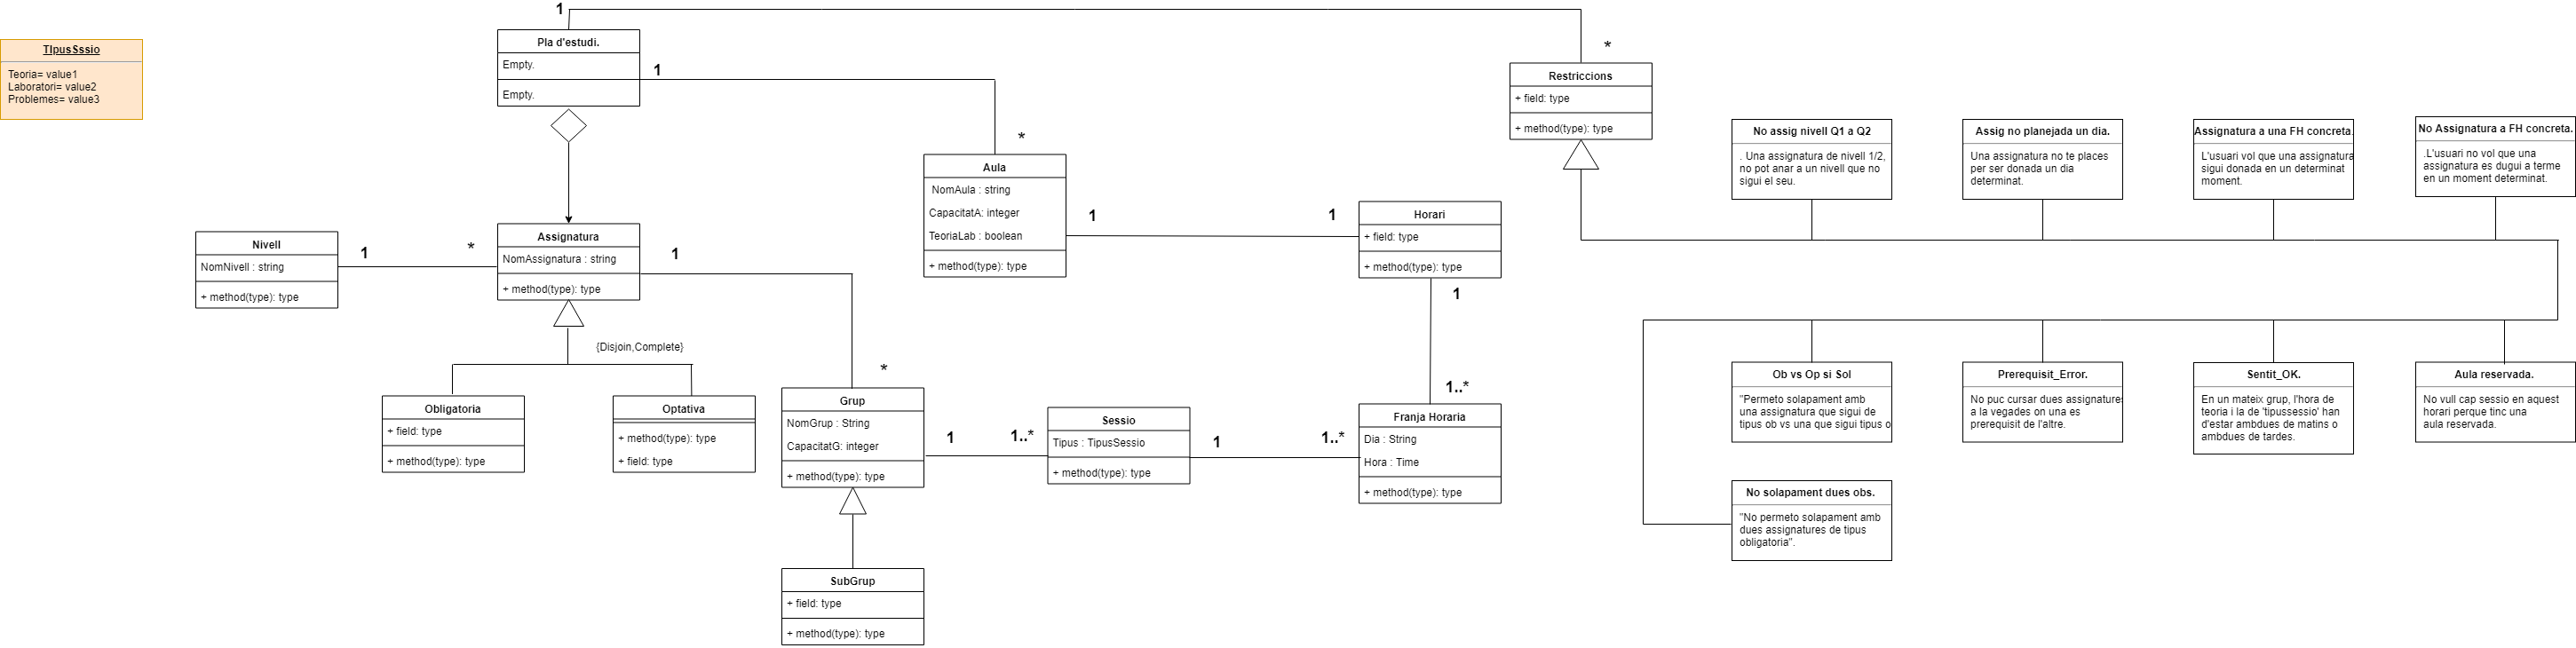 TIpusSssio
Teoria= value1
Laboratori= value2
Problemes= value3
1
Pla d'estudi.
Empty.
Empty.
1
*
Restriccions
+ field: type
+ method(type): type
*
Aula
NomAula : string
CapacitatA: integer
TeoriaLab : boolean
+ method(type): type
1
1
Horari
+ field: type
+ method(type): type
1
Nivell
NomNivell : string
+ method(type): type
1
*
Assignatura
NomAssignatura : string
+ method(type): type
1
{Disjoin,Complete}
Obligatoria
+ field: type
+ method(type): type
Optativa
+ method(type): type
+ field: type
*
Grup
NomGrup : String
CapacitatG: integer
+ method(type): type
1
1..*
Sessio
Tipus : TipusSessio
+ method(type): type
1
1..*
1..*
Franja Horaria
Dia : String
Hora : Time
+ method(type): type
SubGrup
+ field: type
+ method(type): type
No assig nivell Q1 a Q2
. Una assignatura de nivell 1/2,
no pot anar a un nivell que no
sigui el seu.
Assig no planejada un dia.
Una assignatura no te places
per ser donada un dia
determinat.
Assignatura a una FH concreta.
L'usuari vol que una assignatura
sigui donada en un determinat
moment.
No Assignatura a FH concreta.
.L'usuari no vol que una
assignatura es dugui a terme
en un moment determinat.
Ob vs Op si Sol
"Permeto solapament amb
una assignatura que sigui de
tipus ob vs una que sigui tipus o
Prerequisit_Error.
No puc cursar dues assignatures
a la vegades on una es
prerequisit de l'altre.
Sentit_OK.
En un mateix grup, l'hora de
teoria i la de 'tipussessio' han
d'estar ambdues de matins o
ambdues de tardes.
Aula reservada.
No vull cap sessio en aquest
horari perque tinc una
aula reservada.
No solapament dues obs.
"No permeto solapament amb
dues assignatures de tipus
obligatoria".